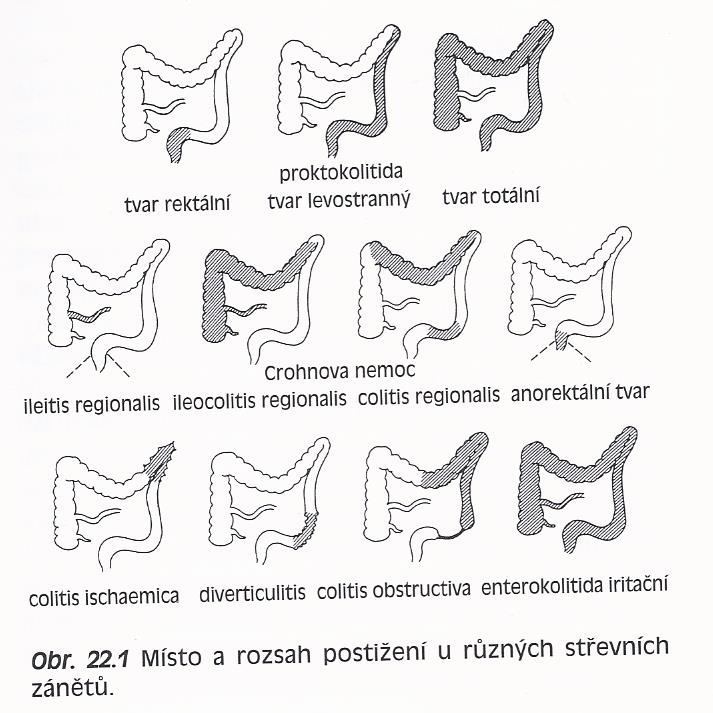 proktokolitida
tvar rektální tvar levostranný tvar totální
Crohnova nemoc
ileitis regionalis ileocolitis regionalis colitis regionalis anorektální tvar
colitis ischaemica diverticulitis colitis obstructiva enterokolitida iritační
Obr. 22.1 Místo a rozsah postižení u různých střevních
zánětů.